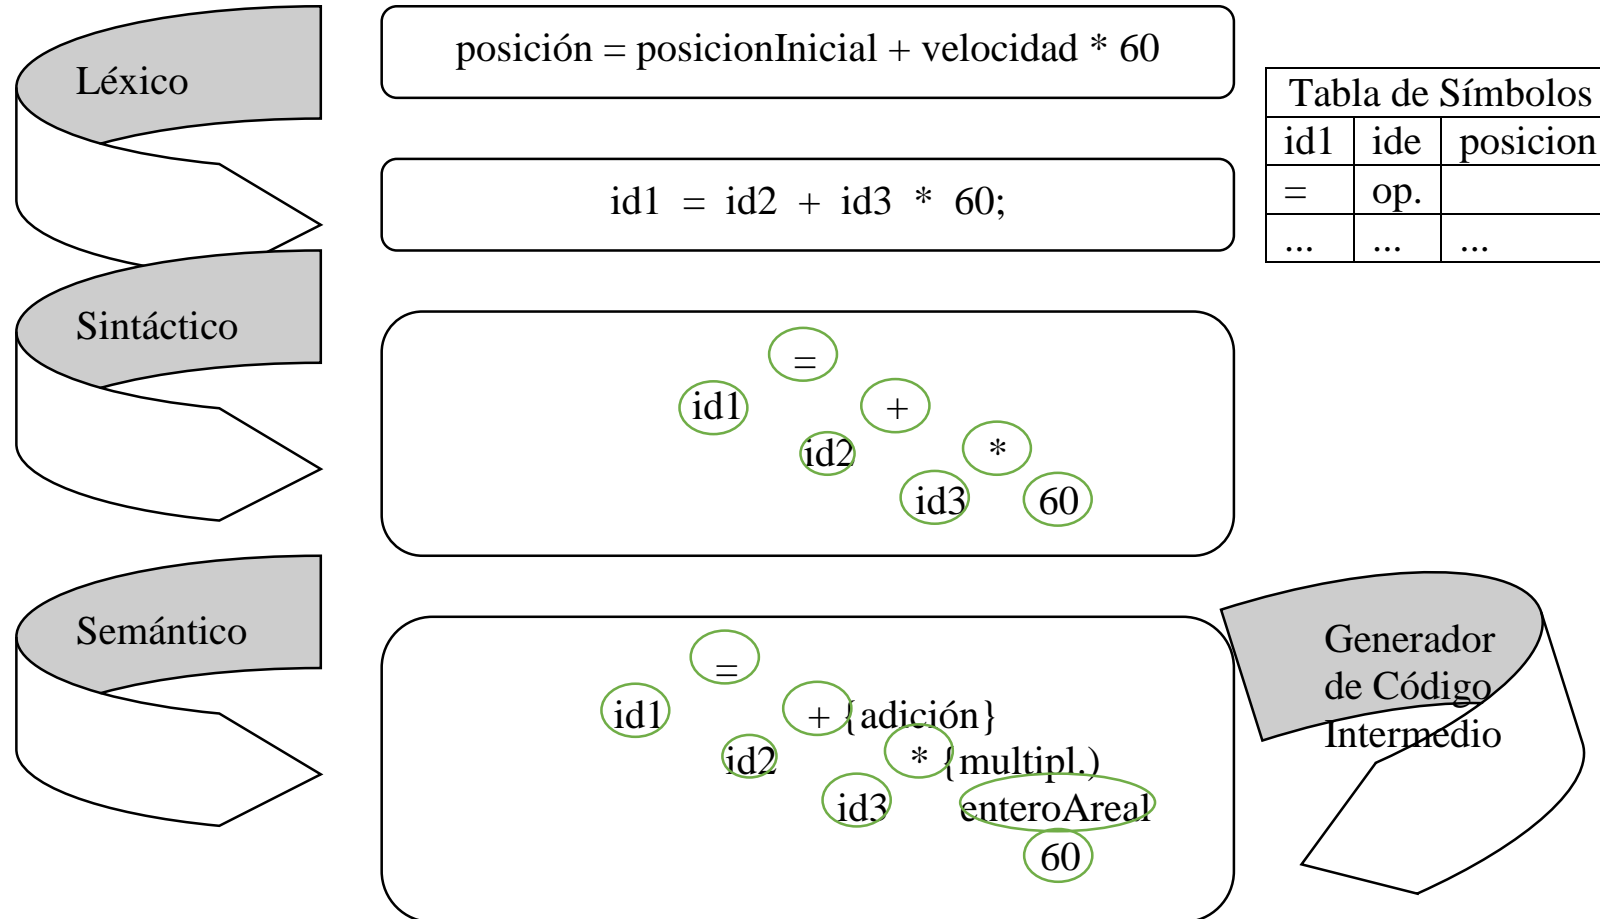 Léxico
posición = posicionInicial + velocidad * 60
Tabla de Símbolos
id1 ide posicion
= op.
... ... ...
id1 = id2 + id3 * 60;
Sintáctico
=
id1 +
id2 *
id3 60
Semántico
=
id1 + {adición}
id2 * {multipl.)
id3 enteroAreal
60
Generador
de Código
Intermedio